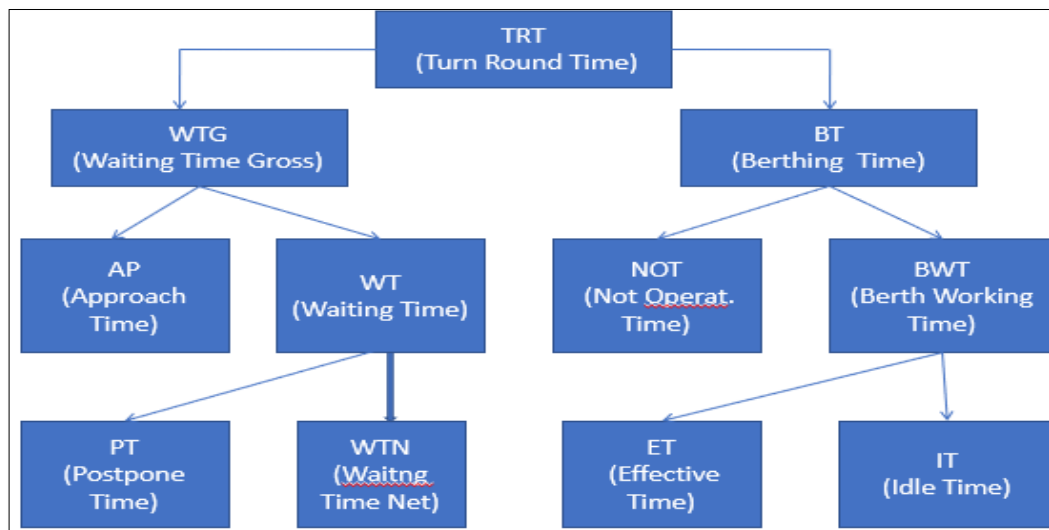 TRT
(Turn Round Time)
WTG
(Waiting Time Gross)
BT
(Berthing Time)
AP
(Approach
Time)
WT
(Waiting Time)
NOT
(Not Operat.
Time)
BWT
(Berth Working
Time)
PT
(Postpone
Time)
WTN
(Waitng
Time Net)
ET
(Effective
Time)
IT
(Idle Time)